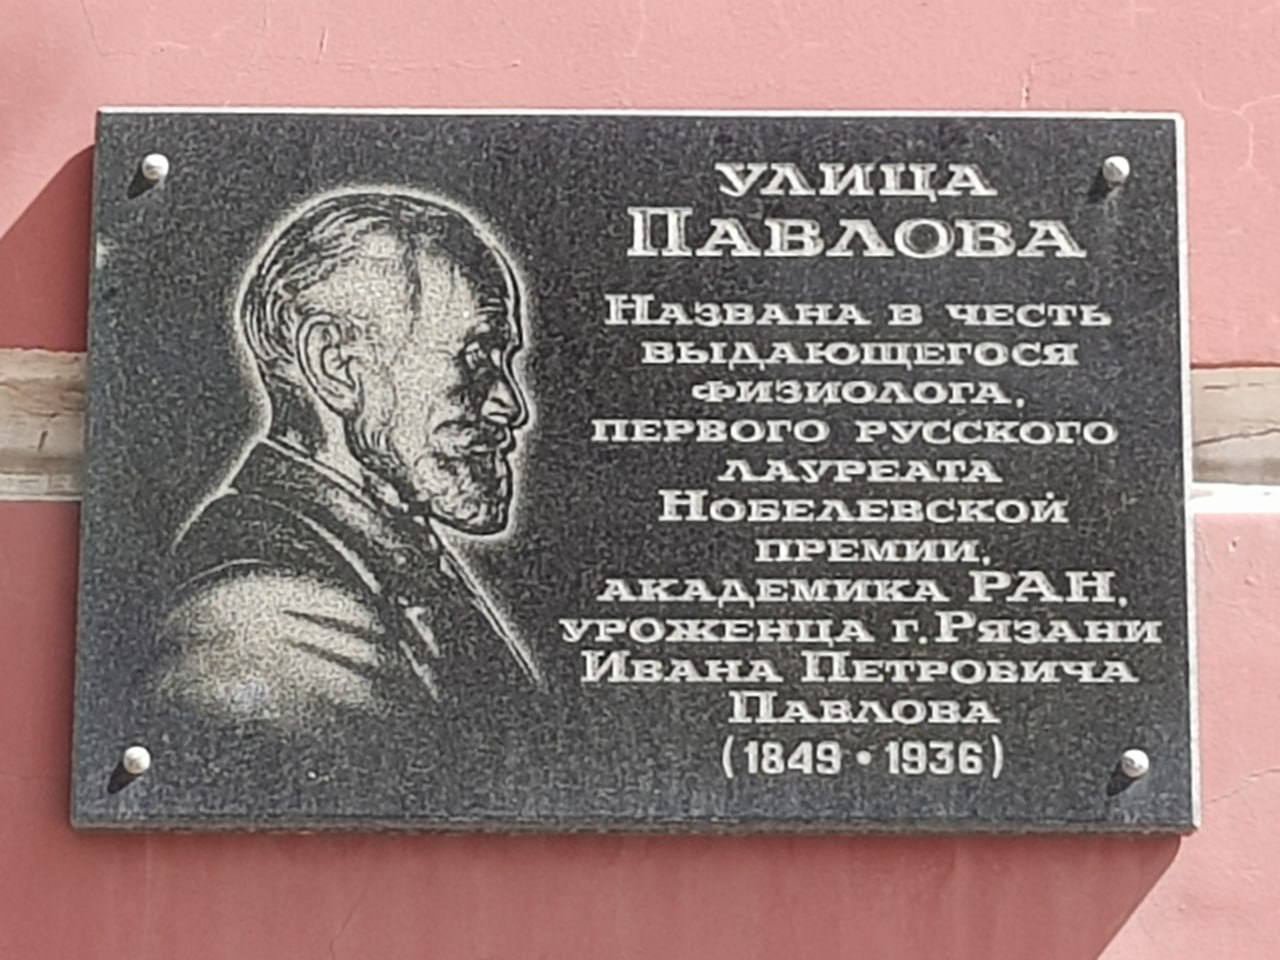 улица
Павлова
Названа в честь
выдающегося
физиолога,
первого русского
лауреата
Нобелевской
премии,
академика РАН,
уроженца г. Рязани
Ивана Петровича
Павлова
(1849 • 1936)